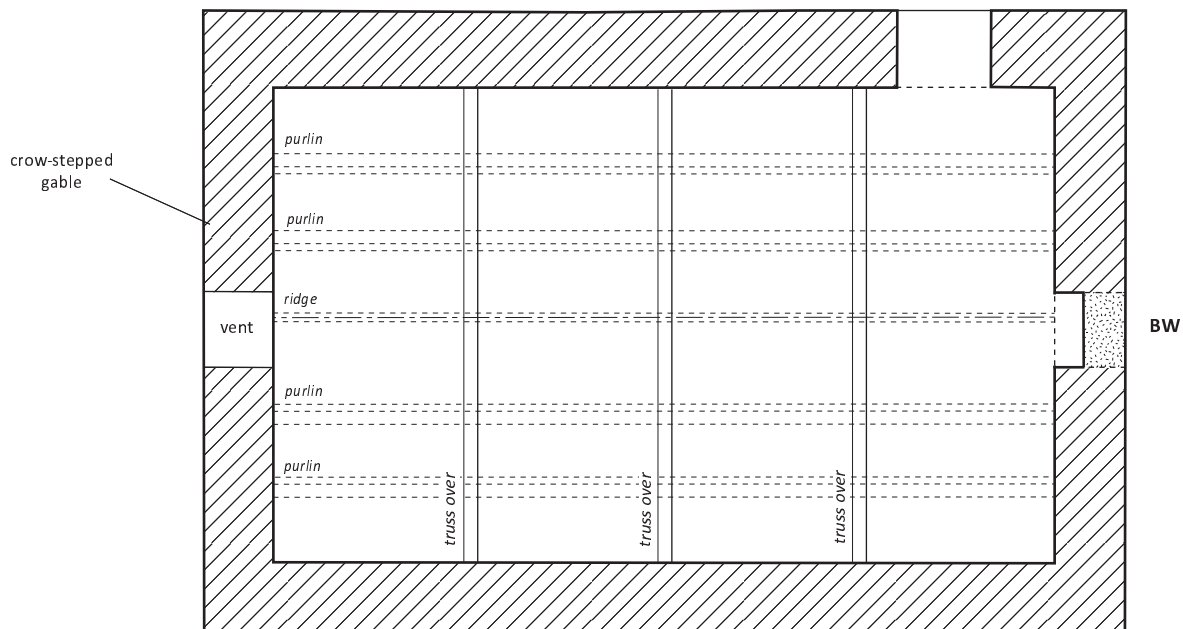 purlin
crow-stepped
gable
purlin
ridge
vent
BW
purlin
purlin
truss over
truss over
truss over